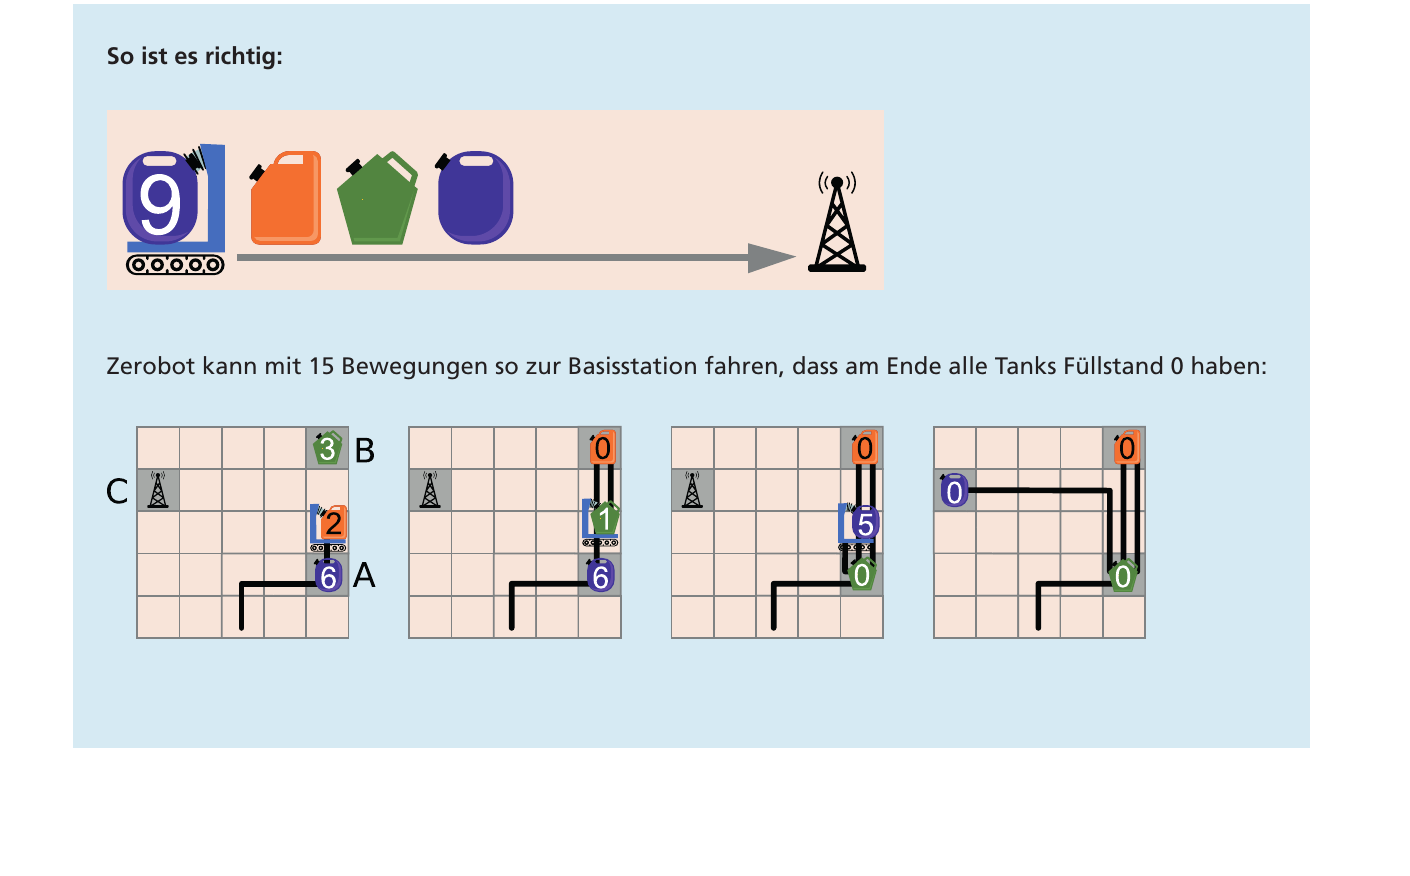 So ist es richtig:
9
Zerobot kann mit 15 Bewegungen so zur Basisstation fahren, dass am Ende alle Tanks Füllstand 0 haben:
3 B 0 0 0
C 0
2 1 5
6 A 6 0 0